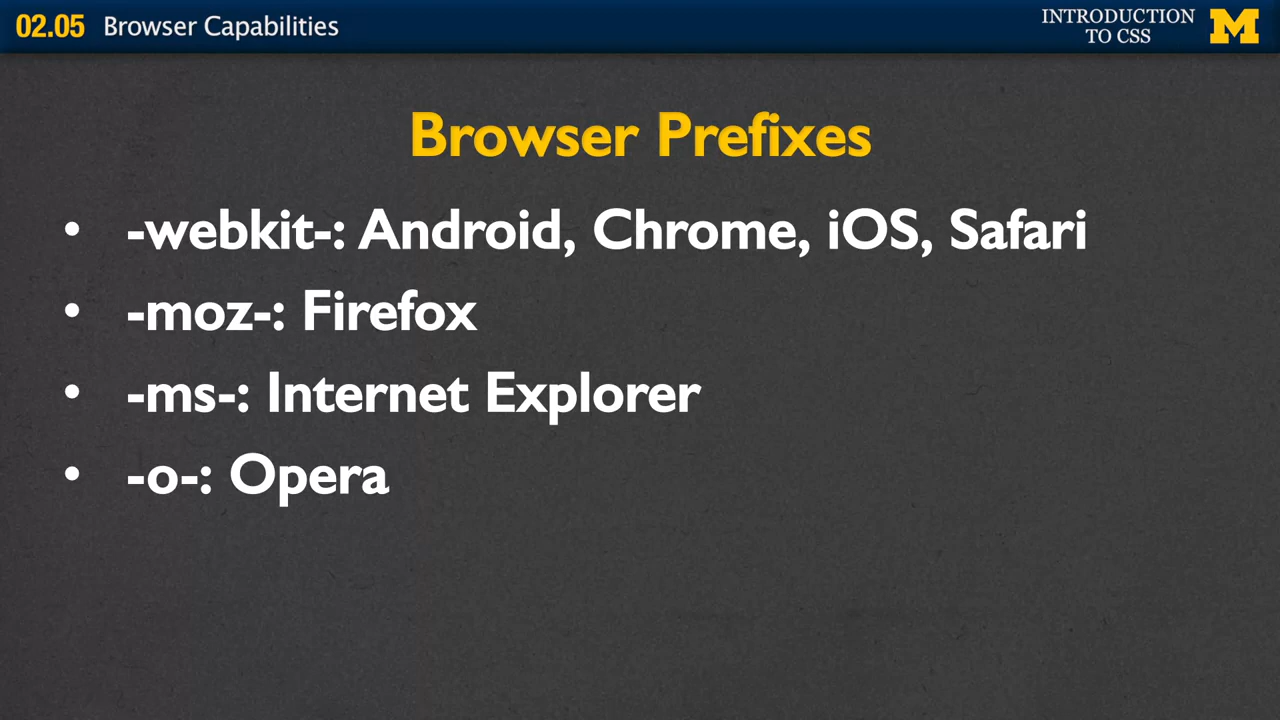 02.05 Browser Capabilities
INTRODUCTION
TO CSS
M
Browser Prefixes
• -webkit-: Android, Chrome, iOS, Safari
• -moz-: Firefox
• -ms-: Internet Explorer
• -o-: Opera